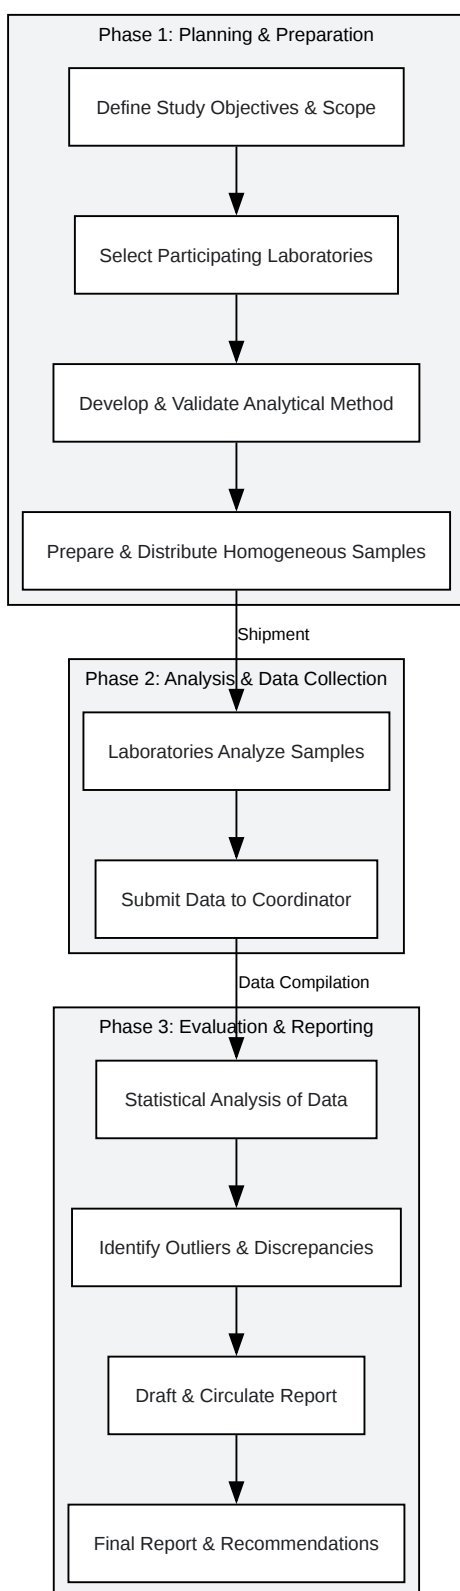 Phase 1: Planning & Preparation
Define Study Objectives & Scope
Select Participating Laboratories
Develop & Validate Analytical Method
Prepare & Distribute Homogeneous Samples
Shipment
Phase 2: Analysis & Data Collection
Laboratories Analyze Samples
Submit Data to Coordinator
Data Compilation
Phase 3: Evaluation & Reporting
Statistical Analysis of Data
Identify Outliers & Discrepancies
Draft & Circulate Report
Final Report & Recommendations